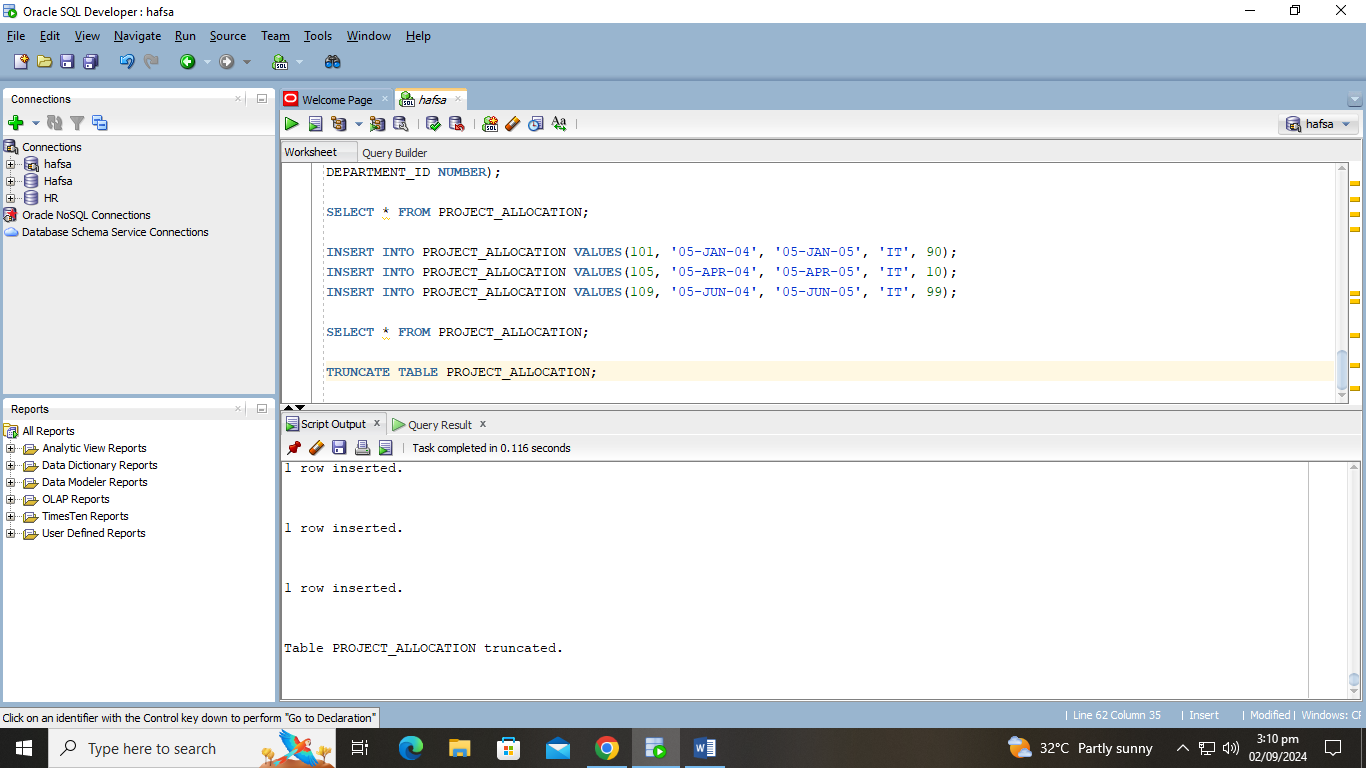 Oracle SQL Developer : hafsa
File Edit View Navigate Run Source Team Tools Window Help
Connections
Connections
hafsa
Hafsa
HR
Oracle NoSQL Connections
Database Schema Service Connections
Reports
All Reports
Analytic View Reports
Data Dictionary Reports
Data Modeler Reports
OLAP Reports
TimesTen Reports
User Defined Reports
Welcome Page hafsa
hafsa
Worksheet Query Builder
DEPARTMENT_ID NUMBER);
SELECT * FROM PROJECT_ALLOCATION;
INSERT INTO PROJECT_ALLOCATION VALUES(101, '05-JAN-04', '05-JAN-05', 'IT', 90);
INSERT INTO PROJECT_ALLOCATION VALUES(105, '05-APR-04', '05-APR-05', 'IT', 10);
INSERT INTO PROJECT_ALLOCATION VALUES(109, '05-JUN-04', '05-JUN-05', 'IT', 99);
SELECT * FROM PROJECT_ALLOCATION;
TRUNCATE TABLE PROJECT_ALLOCATION;
Script Output Query Result
Task completed in 0.116 seconds
1 row inserted.
1 row inserted.
1 row inserted.
Table PROJECT_ALLOCATION truncated.
Click on an identifier with the Control key down to perform "Go to Declaration"
Line 62 Column 35 Insert Modified Windows: CF
Type here to search
32°C Partly sunny
3:10 pm
02/09/2024